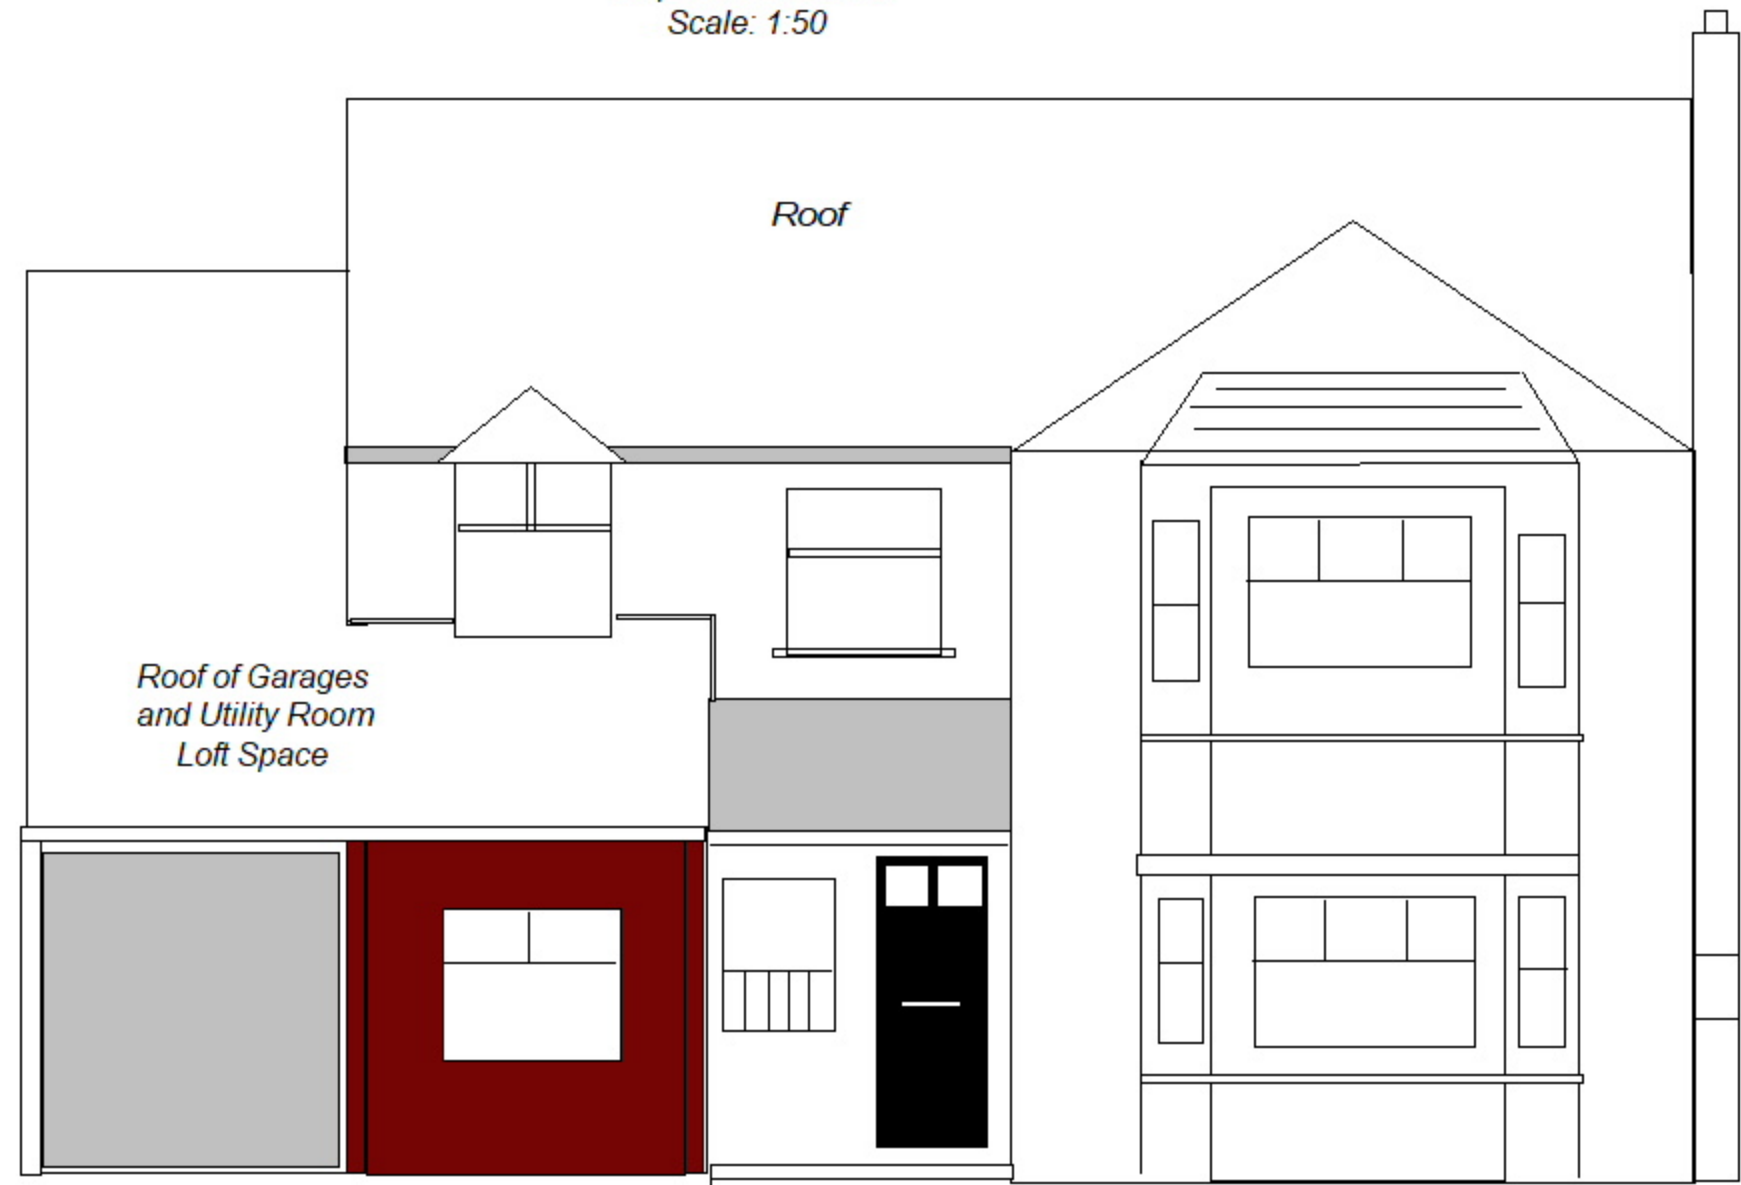 Scale: 1:50
Roof
Roof of Garages
and Utility Room
Loft Space